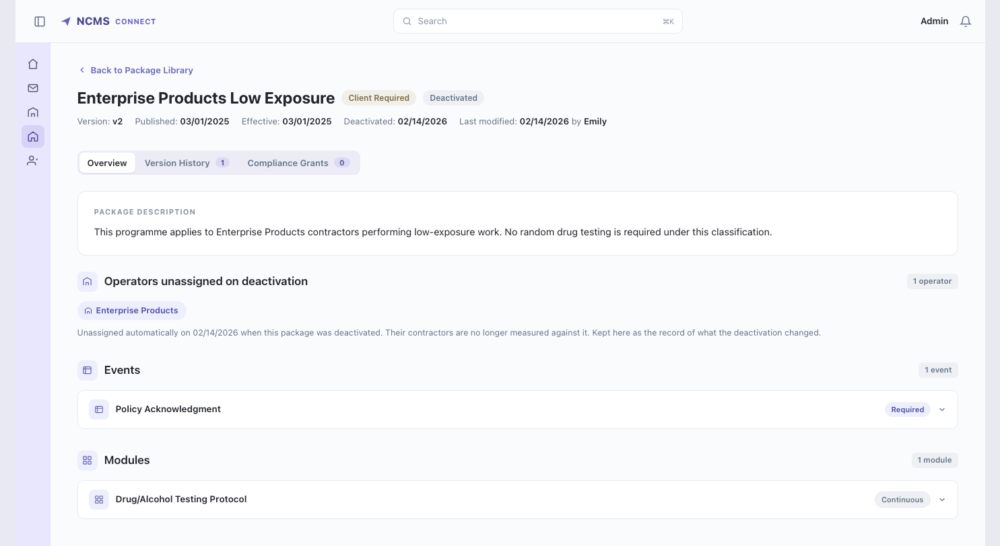 NCMS CONNECT
Search ⌘K
Admin
Back to Package Library
Enterprise Products Low Exposure Client Required Deactivated
Version: v2 Published: 03/01/2025 Effective: 03/01/2025 Deactivated: 02/14/2026 Last modified: 02/14/2026 by Emily
Overview Version History 1 Compliance Grants 0
PACKAGE DESCRIPTION
This programme applies to Enterprise Products contractors performing low-exposure work. No random drug testing is required under this classification.
Operators unassigned on deactivation 1 operator
Enterprise Products
Unassigned automatically on 02/14/2026 when this package was deactivated. Their contractors are no longer measured against it. Kept here as the record of what the deactivation changed.
Events 1 event
Policy Acknowledgment Required
Modules 1 module
Drug/Alcohol Testing Protocol Continuous